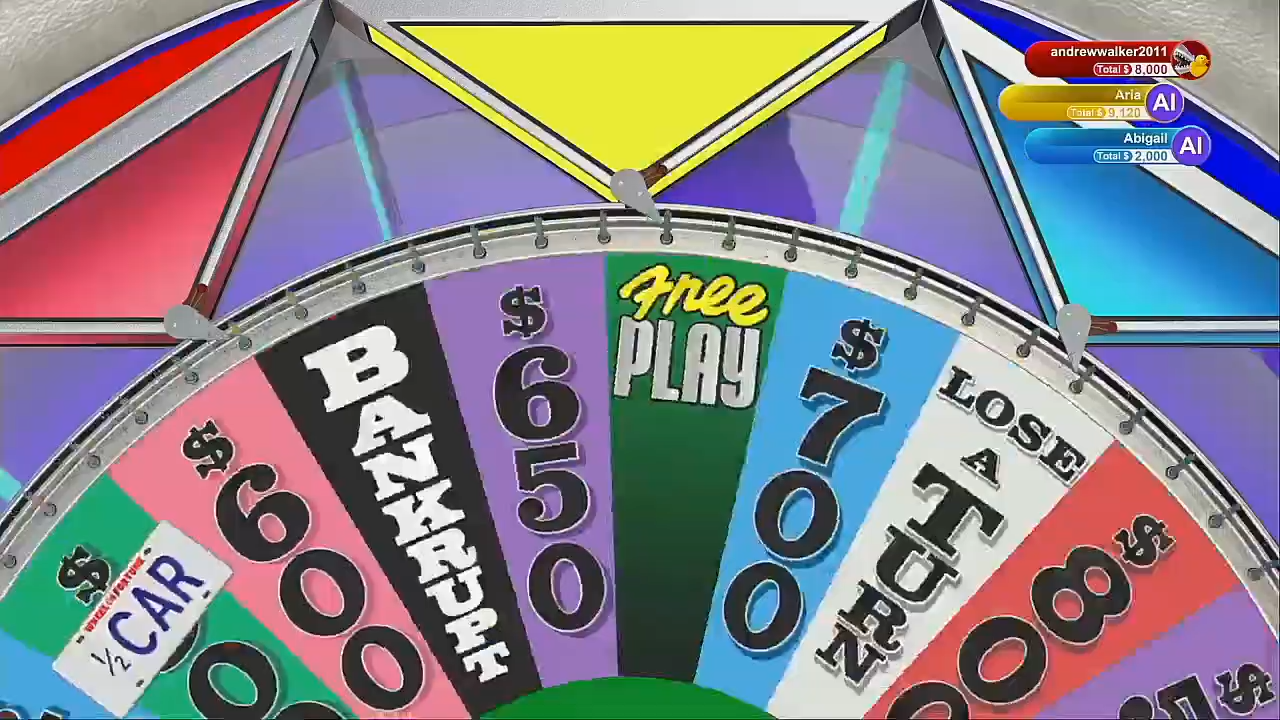 andrewwalker2011
Total $ 8,000
Aria
Total $ 9,120
AI
Abigail
Total $ 2,000
AI
$
½ CAR
$600
BANKRUPT
$650
Free
PLAY
$700
LOSE
A
TURN
$